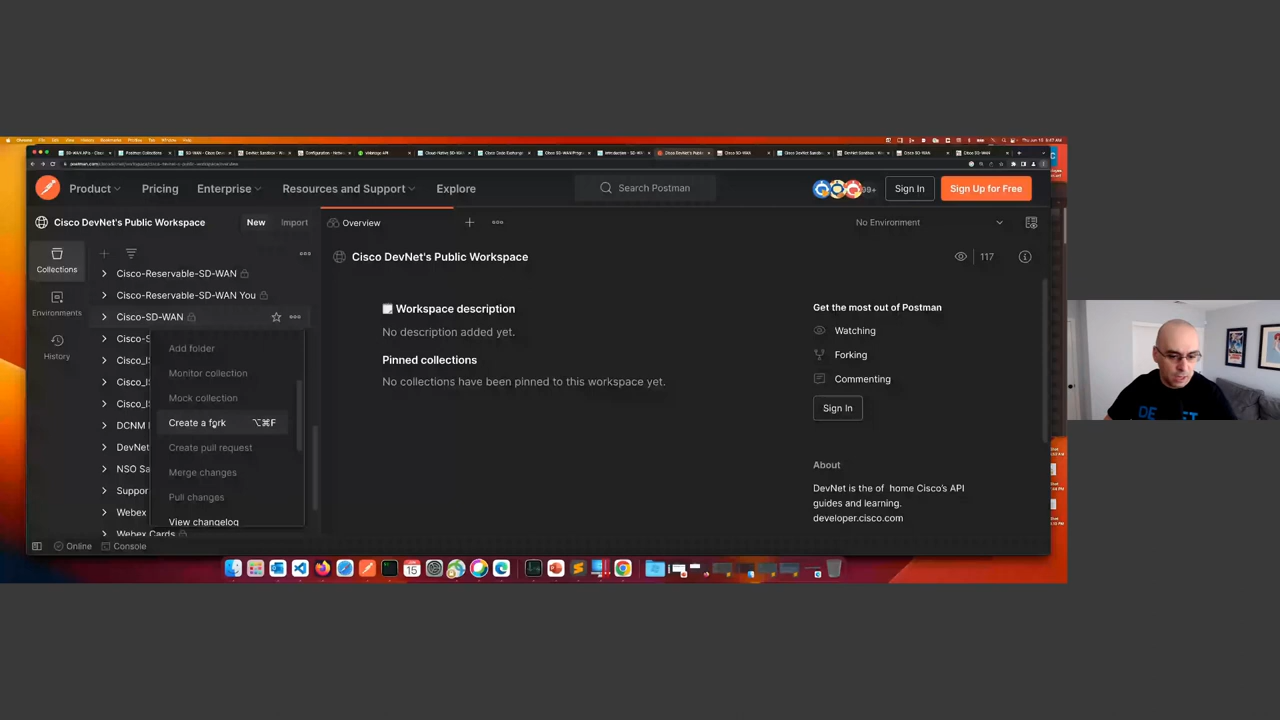 Product
Pricing
Enterprise
Resources and Support
Explore
Search Postman
Sign In
Sign Up for Free
Cisco DevNet's Public Workspace
New
Import
Overview
No Environment
Collections
Environments
History
Cisco-Reservable-SD-WAN
Cisco-Reservable-SD-WAN You
Cisco-SD-WAN
Cisco-S
Cisco_I
Cisco_I
Cisco_I
DCNM
DevNet
NSO Sa
Suppor
Webex
Webex Cards
Add folder
Monitor collection
Mock collection
Create a fork ⌥⌘F
Create pull request
Merge changes
Pull changes
View changelog
Cisco DevNet's Public Workspace
117
Workspace description
No description added yet.
Pinned collections
No collections have been pinned to this workspace yet.
Get the most out of Postman
Watching
Forking
Commenting
Sign In
About
DevNet is the of home Cisco's API
guides and learning.
developer.cisco.com
Online
Console
15